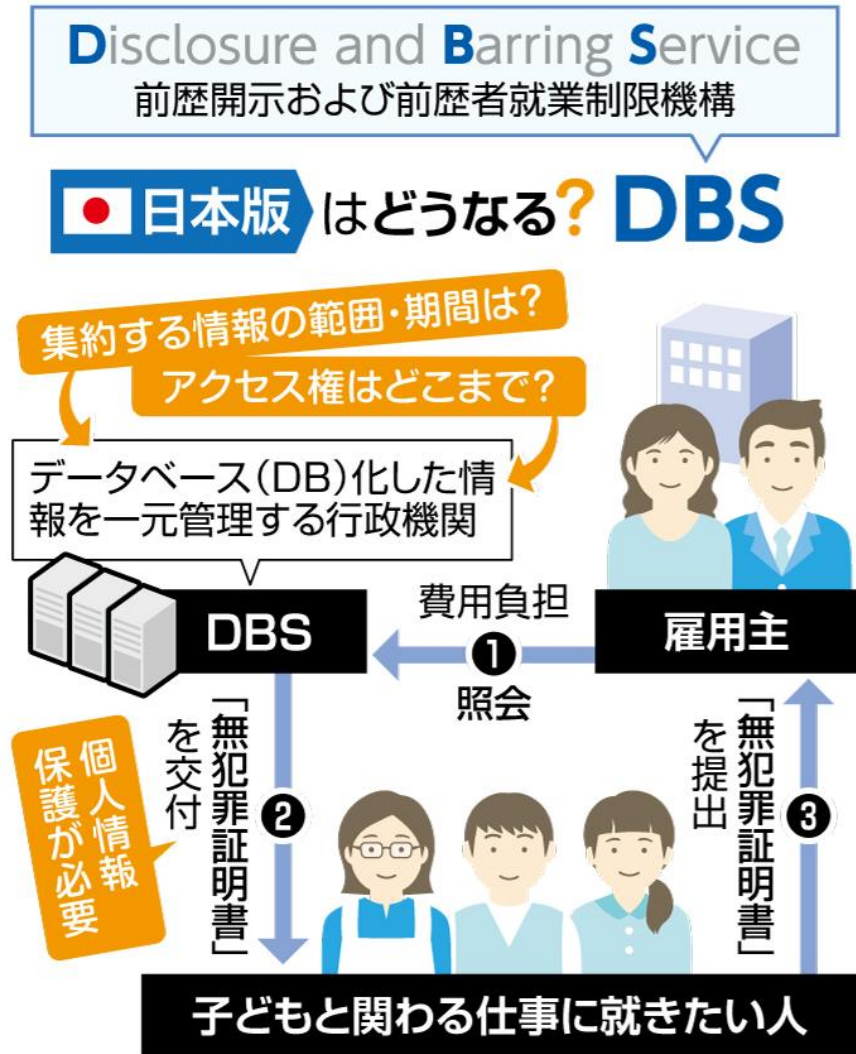 Disclosure and Barring Service
前歴開示および前歴者就業制限機構
日本版はどうなる？DBS
集約する情報の範囲・期間は？
アクセス権はどこまで？
データベース（DB）化した情
報を一元管理する行政機関
DBS
費用負担
❶
照会
雇用主
「無犯罪証明書」
を交付
❷
個人情報
保護が必要
「無犯罪証明書」
を提出
❸
子どもと関わる仕事に就きたい人